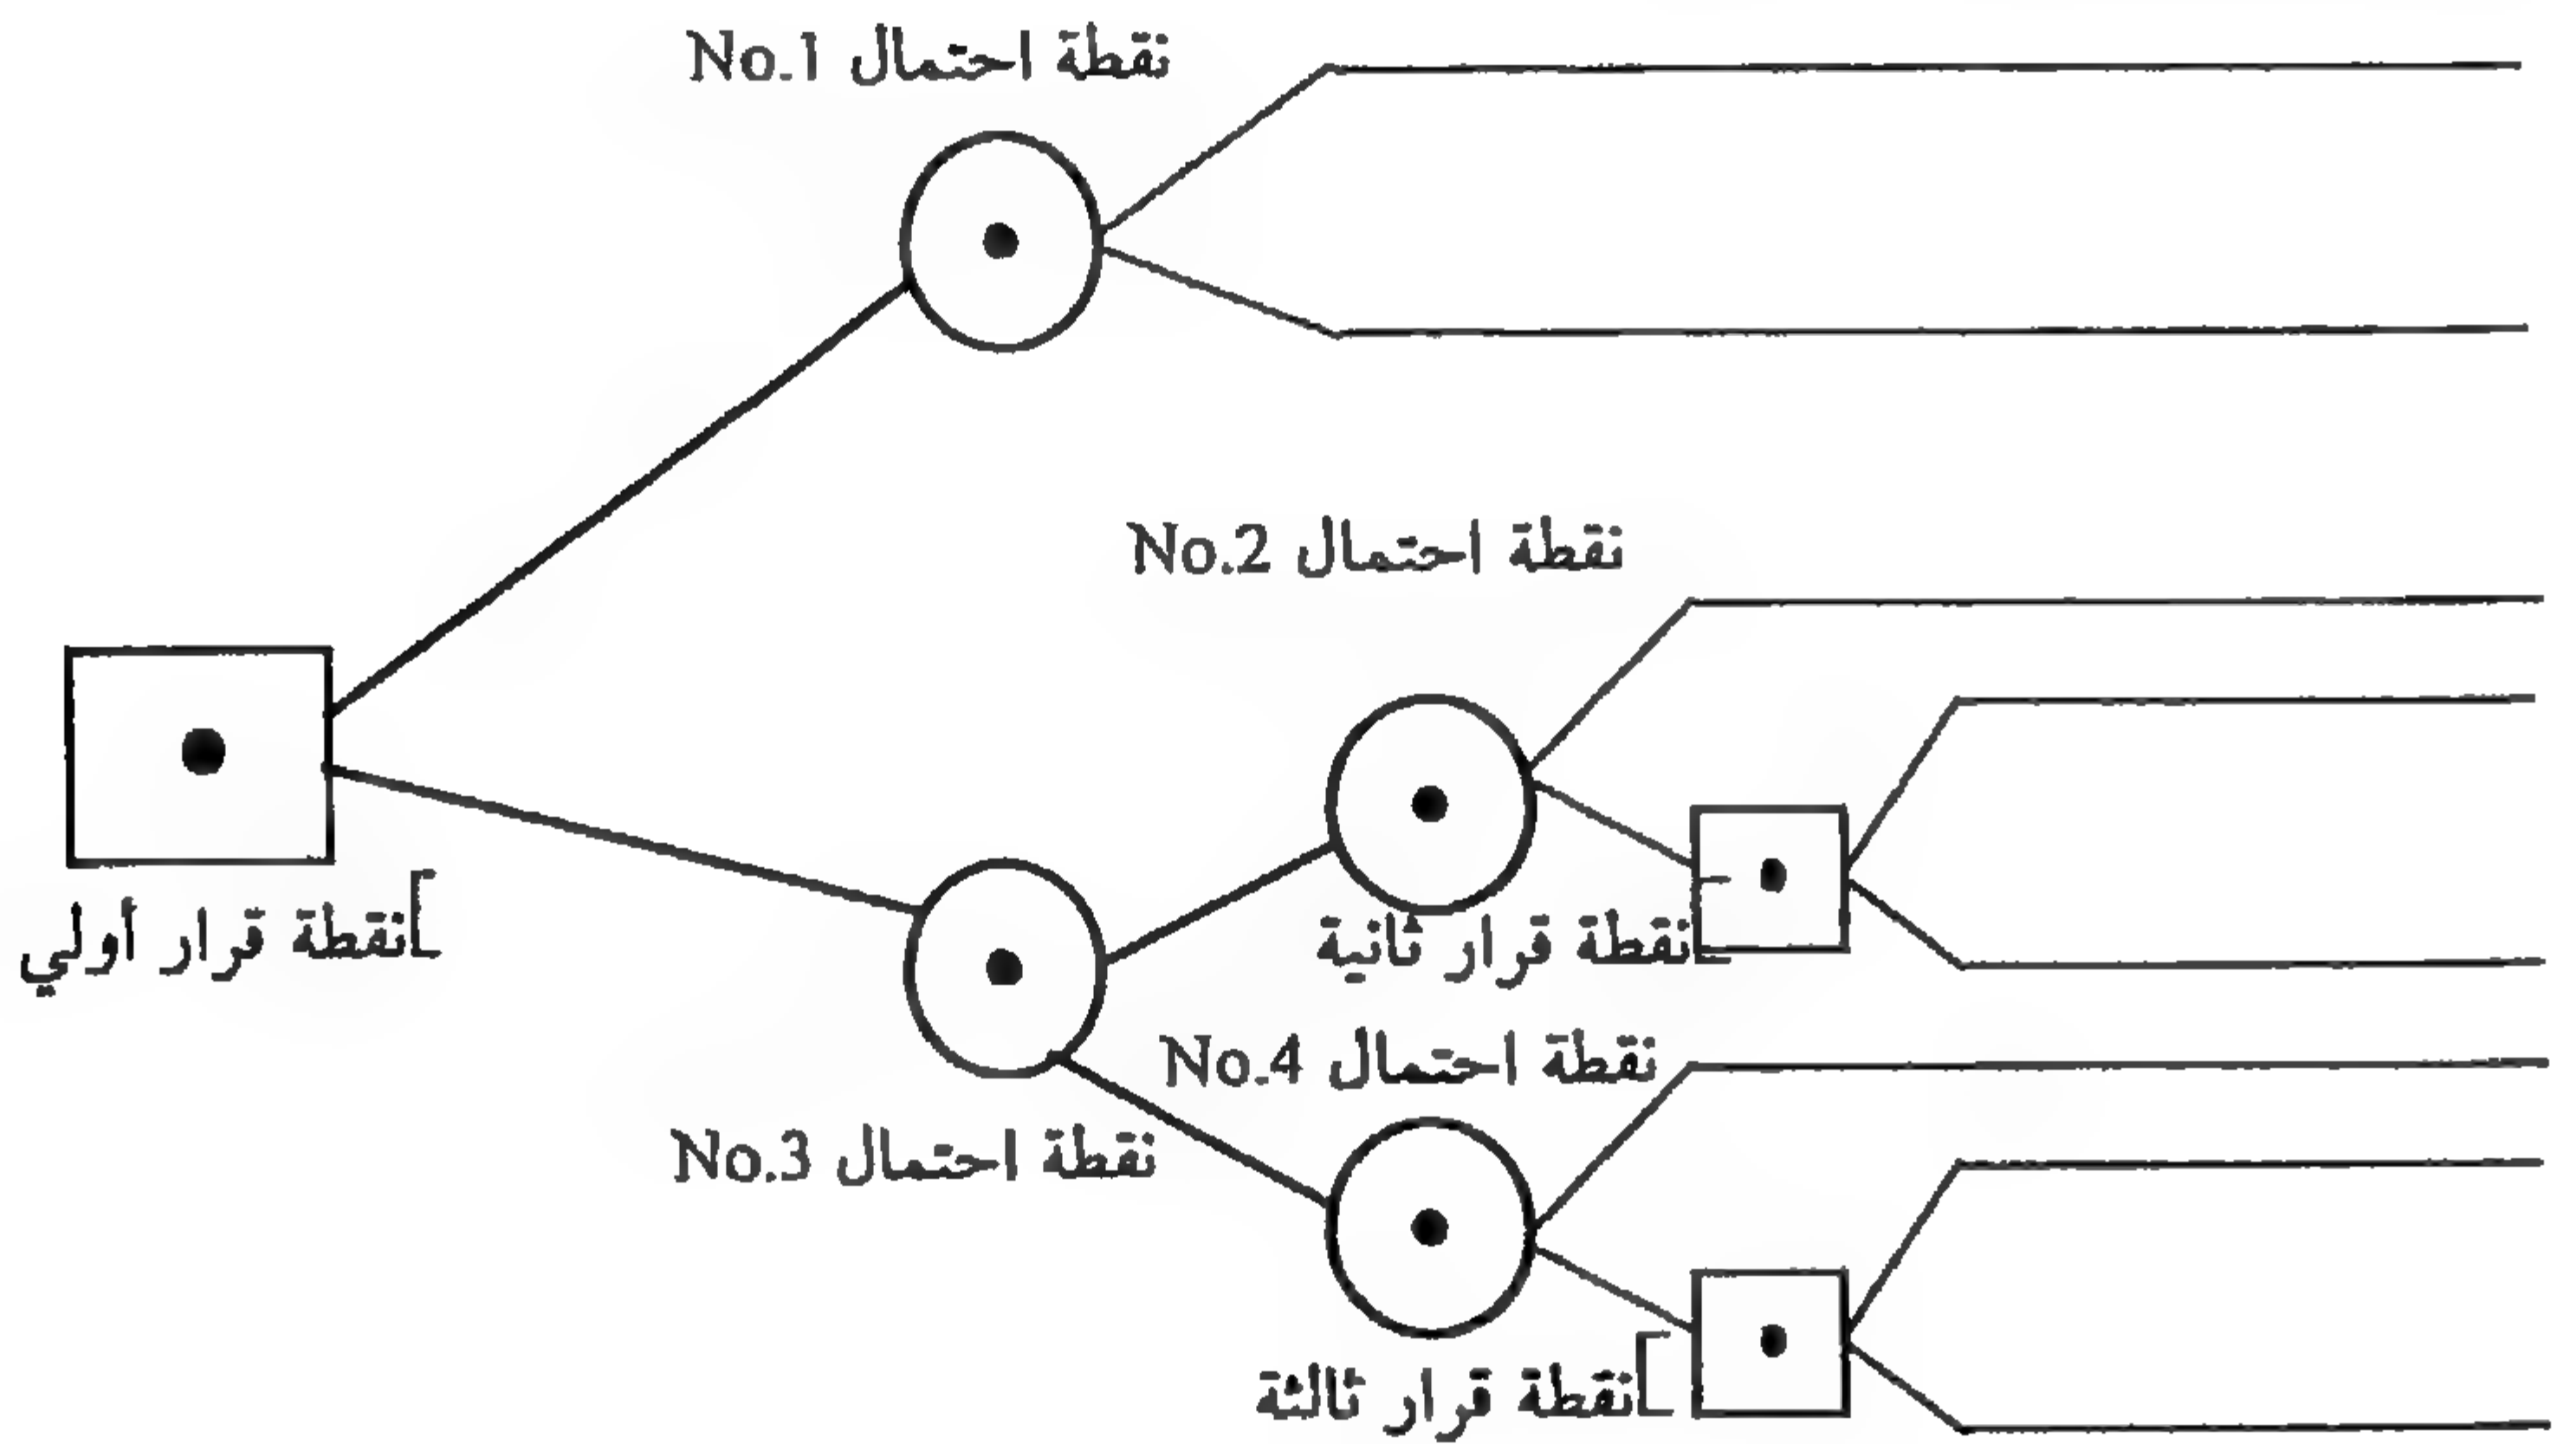 نقطة احتمال No.1
نقطة احتمال No.2
[نقطة قرار أولي
[نقطة قرار ثانية
نقطة احتمال No.4
نقطة احتمال No.3
[نقطة قرار ثالثة